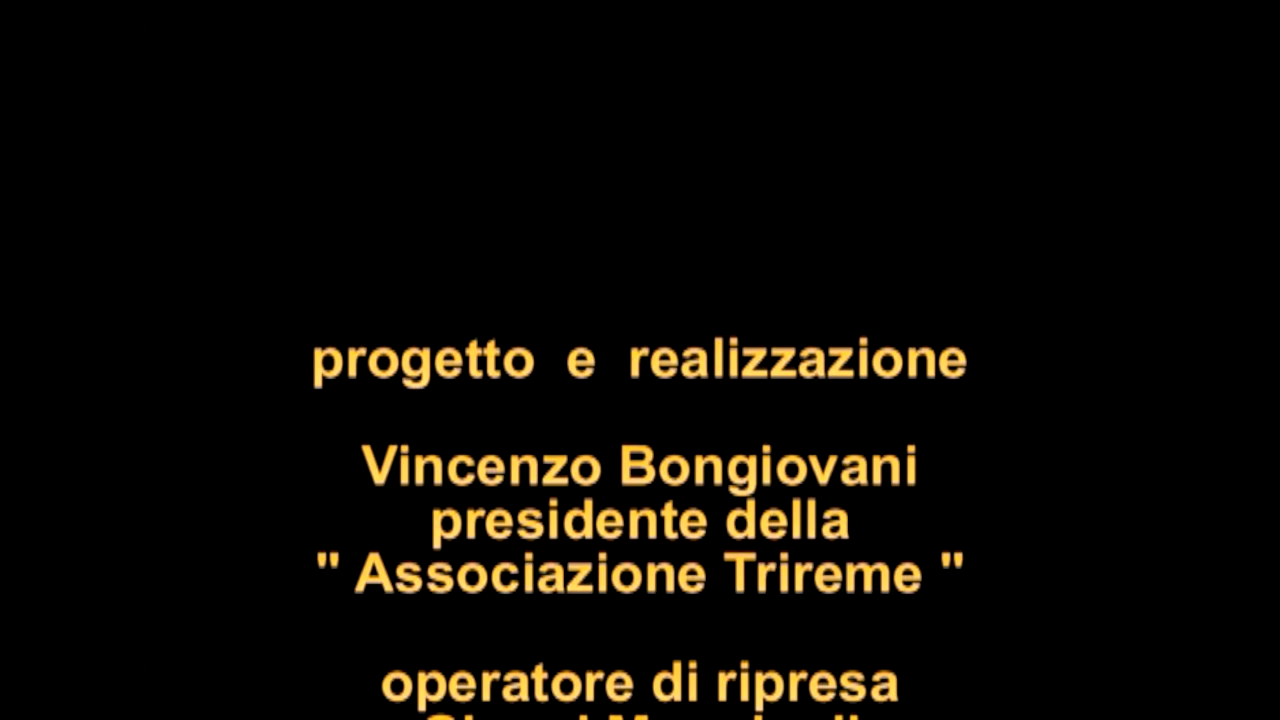 progetto e realizzazione
Vincenzo Bongiovani
presidente della
" Associazione Trireme "
operatore di ripresa